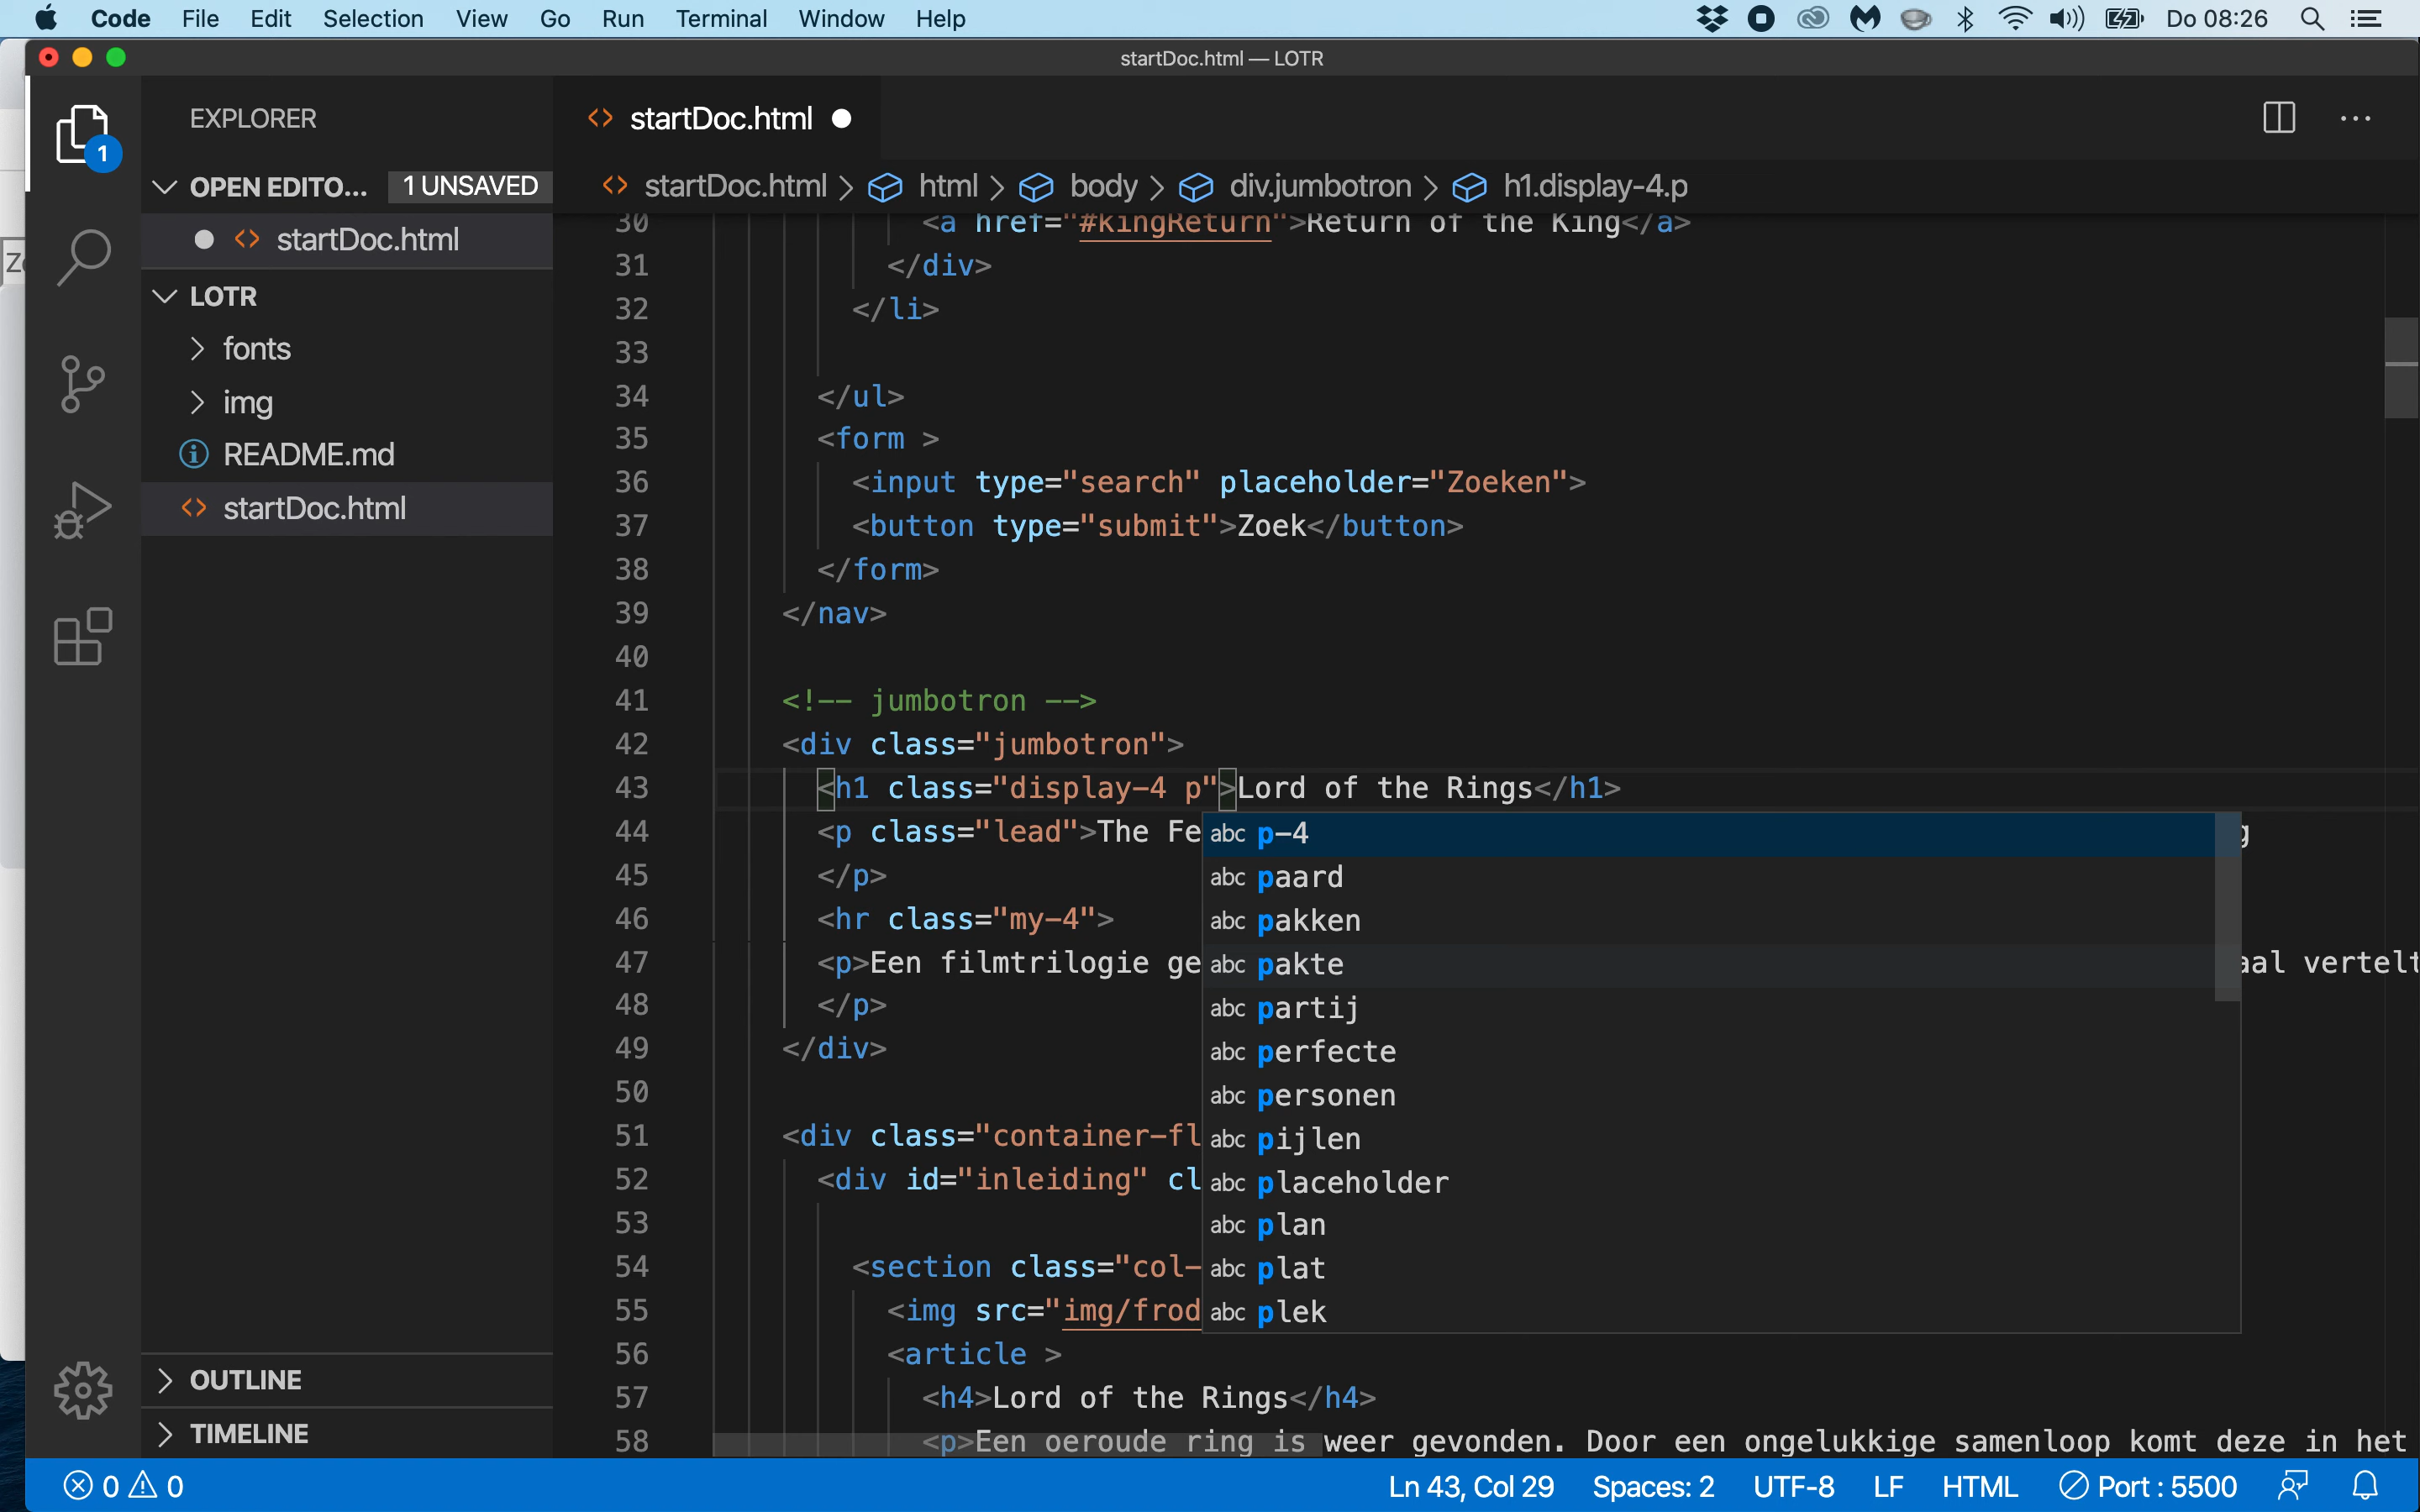 Code File Edit Selection View Go Run Terminal Window Help Do 08:26
startDoc.html — LOTR
EXPLORER
OPEN EDITO... 1 UNSAVED
startDoc.html
LOTR
fonts
img
README.md
startDoc.html
OUTLINE
TIMELINE
1
startDoc.html
startDoc.html > html > body > div.jumbotron > h1.display-4.p
30 <a href="#kingReturn">Return of the King</a>
31 </div>
32 </li>
33
34 </ul>
35 <form >
36 <input type="search" placeholder="Zoeken">
37 <button type="submit">Zoek</button>
38 </form>
39 </nav>
40
41 <!-- jumbotron -->
42 <div class="jumbotron">
43 <h1 class="display-4 p">Lord of the Rings</h1>
44 <p class="lead">The Fe
45 </p>
46 <hr class="my-4">
47 <p>Een filmtrilogie ge aal vertelt
48 </p>
49 </div>
50
51 <div class="container-fl
52 <div id="inleiding" cl
53
54 <section class="col-
55 <img src="img/frod
56 <article >
57 <h4>Lord of the Rings</h4>
58 <p>Een oeroude ring is weer gevonden. Door een ongelukkige samenloop komt deze in het
abc p-4
abc paard
abc pakken
abc pakte
abc partij
abc perfecte
abc personen
abc pijlen
abc placeholder
abc plan
abc plat
abc plek
0 0 Ln 43, Col 29 Spaces: 2 UTF-8 LF HTML Port : 5500